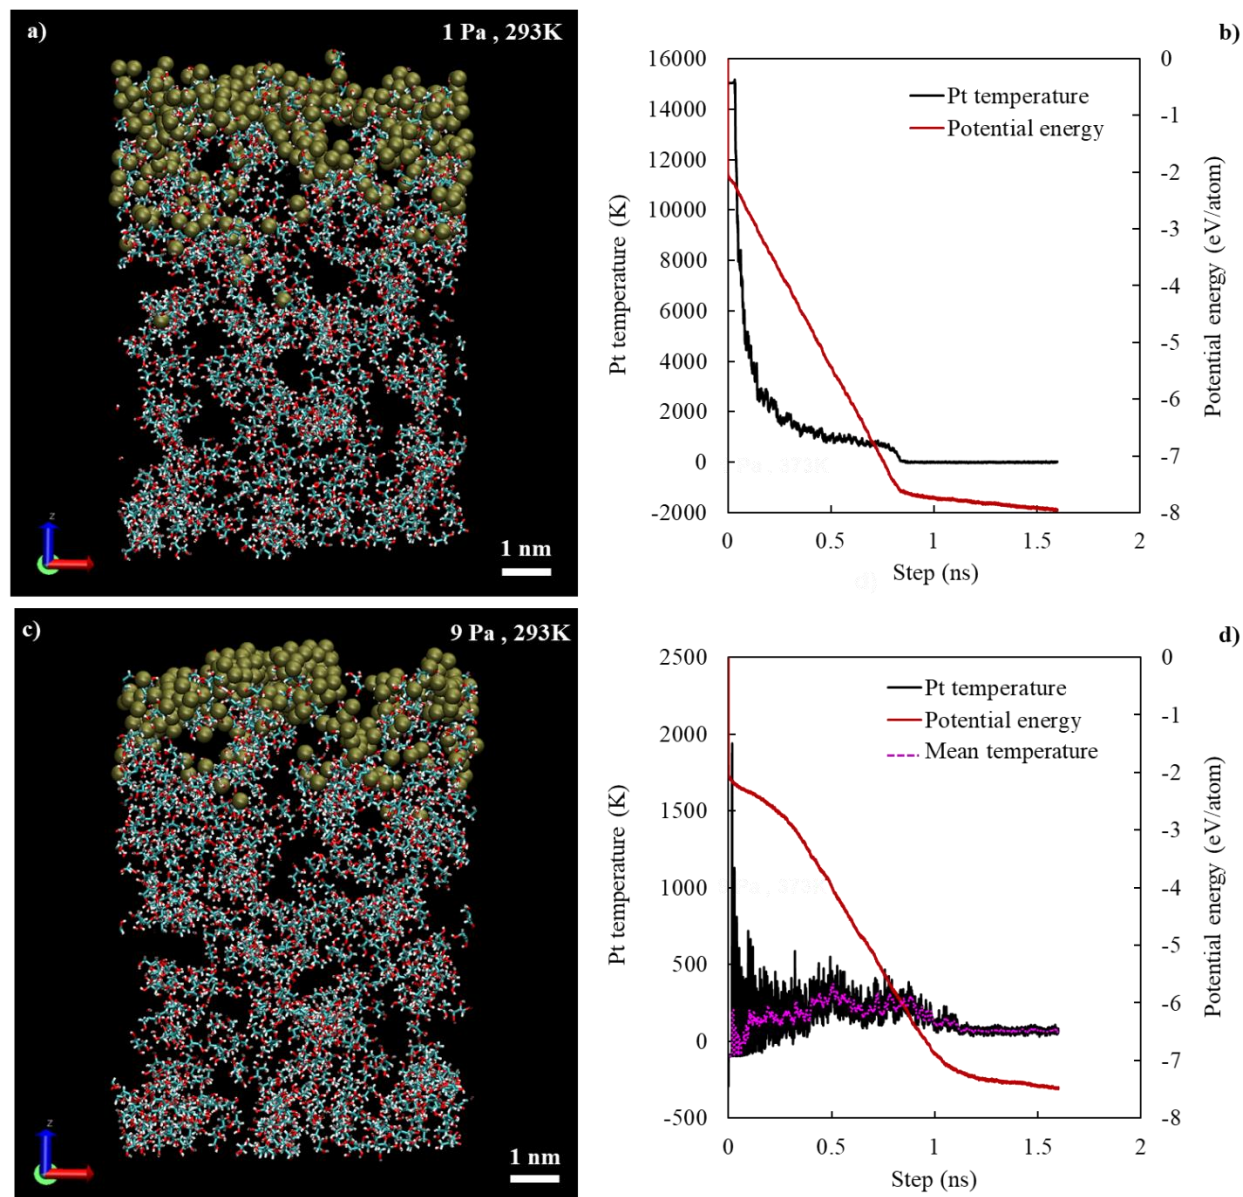 a)
1 Pa , 293K
z
1 nm
b)
16000
14000
12000
10000
8000
6000
4000
2000
0
-2000
Pt temperature (K)
Pt temperature
Potential energy
0
-1
-2
-3
-4
-5
-6
-7
-8
Potential energy (eV/atom)
Pa , 373K
0 0.5 1 1.5 2
Step (ns)
d)
c)
9 Pa , 293K
z
1 nm
d)
2500
2000
1500
1000
500
0
-500
Pt temperature (K)
Pt temperature
Potential energy
Mean temperature
0
-1
-2
-3
-4
-5
-6
-7
-8
Potential energy (eV/atom)
Pa , 373K
0 0.5 1 1.5 2
Step (ns)